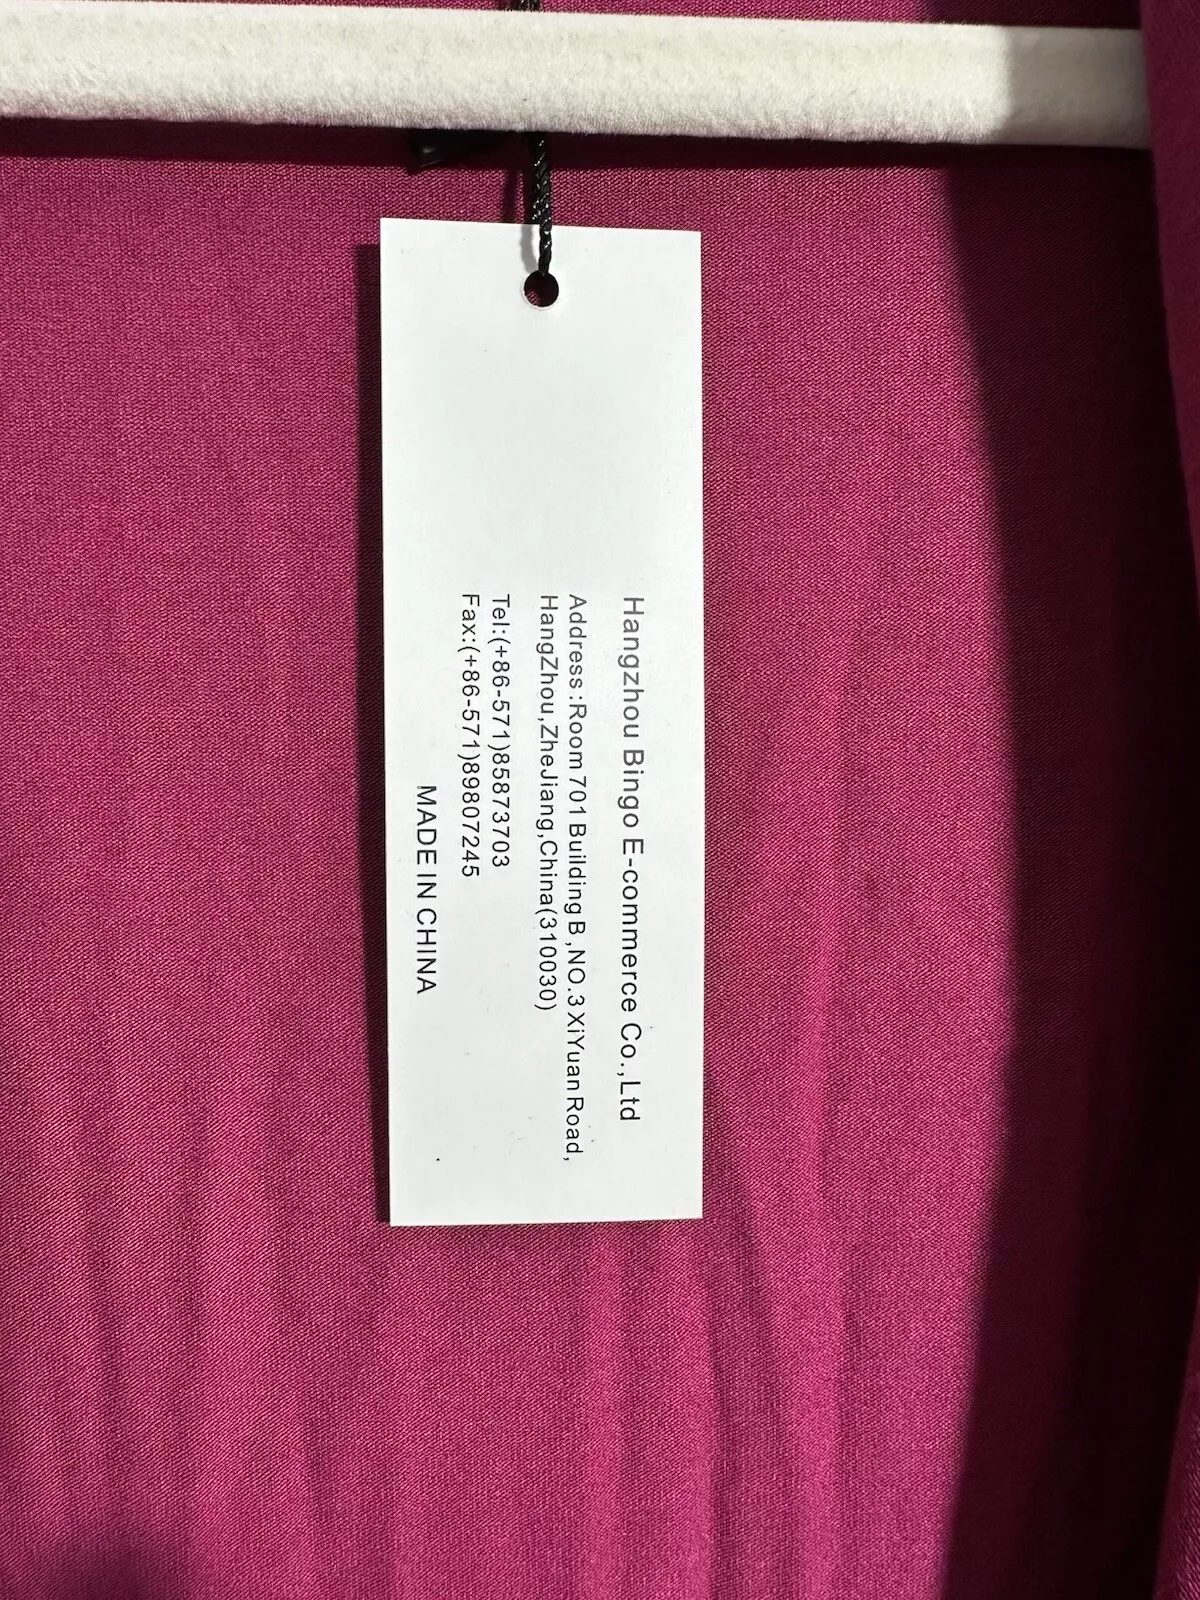 Hangzhou Bingo E-commerce Co.,Ltd
Address :Room 701 Building B ,NO.3 XiYuan Road,
HangZhou,ZheJiang,China(310030)
Tel:(+86-571)85873703
Fax:(+86-571)89807245
MADE IN CHINA